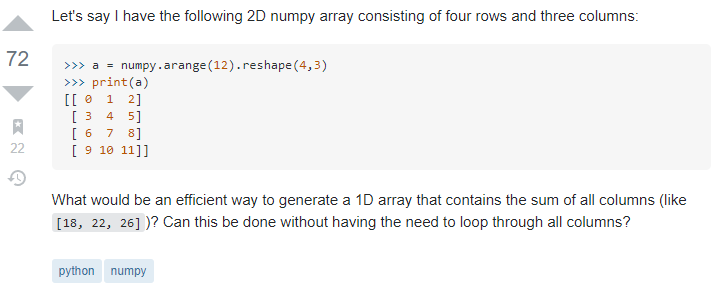 Let's say I have the following 2D numpy array consisting of four rows and three columns:
72
>>> a = numpy.arange(12).reshape(4,3)
>>> print(a)
[[ 0  1  2]
 [ 3  4  5]
 [ 6  7  8]
 [ 9 10 11]]
22
What would be an efficient way to generate a 1D array that contains the sum of all columns (like
[18, 22, 26])? Can this be done without having the need to loop through all columns?
python numpy